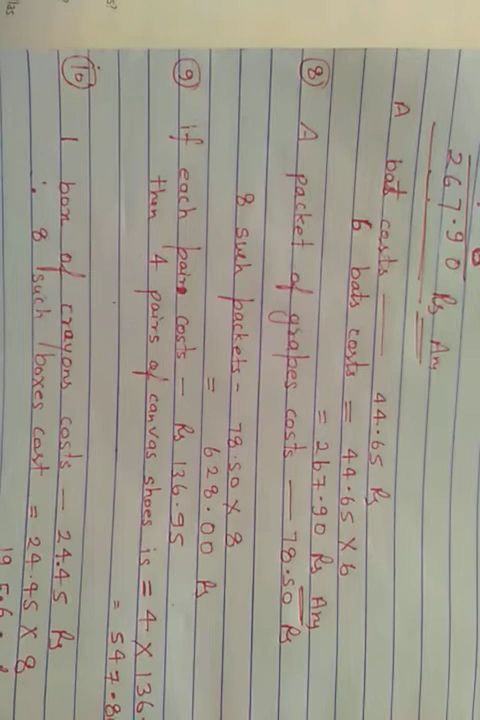 267.90 Rs Ans
A bat costs — 44.65 Rs
6 bats costs = 44.65 X 6
= 267.90 Rs Ans
(8) A packet of grapes costs — 78.50 Rs
8 such packets - 78.50 X 8
= 628.00 Rs
(9) If each pair costs - Rs 136.95
then 4 pairs of canvas shoes is = 4 X 136.
= 547.8
(10) 1 box of crayons costs — 24.45 Rs
∴ 8 such boxes cost = 24.45 X 8